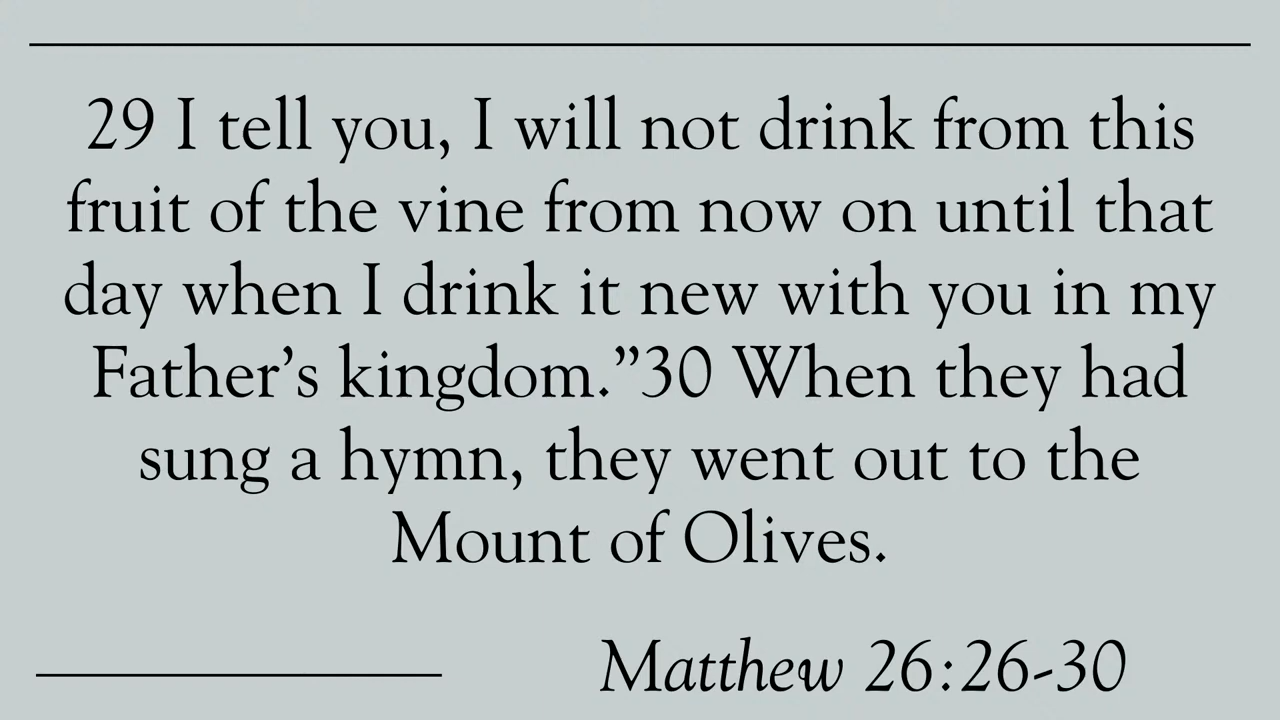 29 I tell you, I will not drink from this
fruit of the vine from now on until that
day when I drink it new with you in my
Father’s kingdom.”30 When they had
sung a hymn, they went out to the
Mount of Olives.
Matthew 26:26-30